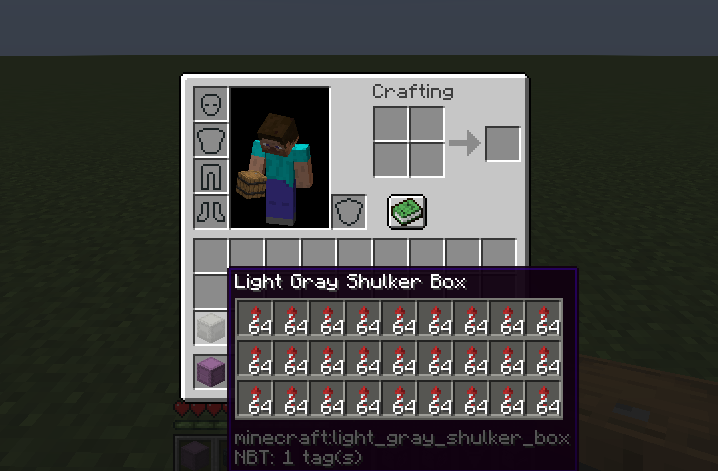 Crafting
Light Gray Shulker Box
64 64 64 64 64 64 64 64 64
64 64 64 64 64 64 64 64 64
64 64 64 64 64 64 64 64 64
minecraft:light_gray_shulker_box
NBT: 1 tag(s)